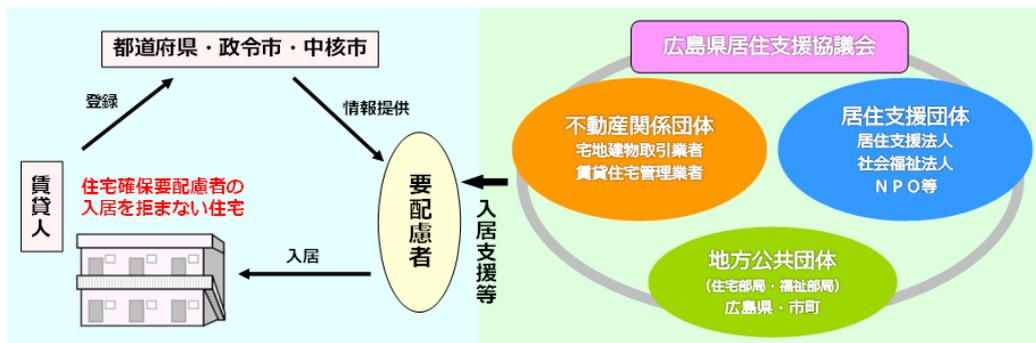 都道府県・政令市・中核市
登録
情報提供
賃貸人
住宅確保要配慮者の
入居を拒まない住宅
入居
要配慮者
入居支援等
広島県居住支援協議会
不動産関係団体
宅地建物取引業者
賃貸住宅管理業者
居住支援団体
居住支援法人
社会福祉法人
NPO等
地方公共団体
(住宅部局・福祉部局)
広島県・市町